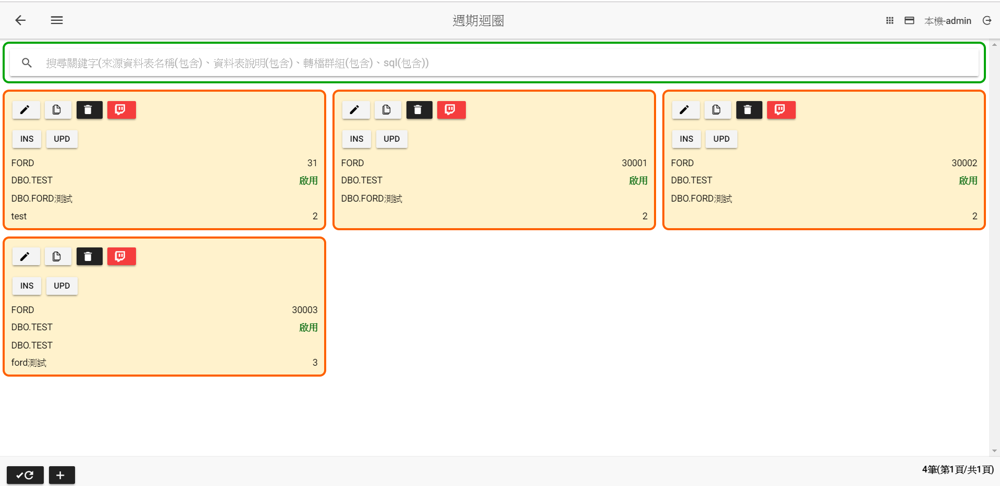 週期迴圈
本機-admin
搜尋關鍵字(來源資料表名稱(包含)、資料表說明(包含)、轉檔群組(包含)、sql(包含))
INS UPD
FORD 31
DBO.TEST 啟用
DBO.FORD測試
test 2
INS UPD
FORD 30001
DBO.TEST 啟用
DBO.FORD測試
2
INS UPD
FORD 30002
DBO.TEST 啟用
DBO.FORD測試
2
INS UPD
FORD 30003
DBO.TEST 啟用
DBO.TEST
ford測試 3
4筆(第1頁/共1頁)